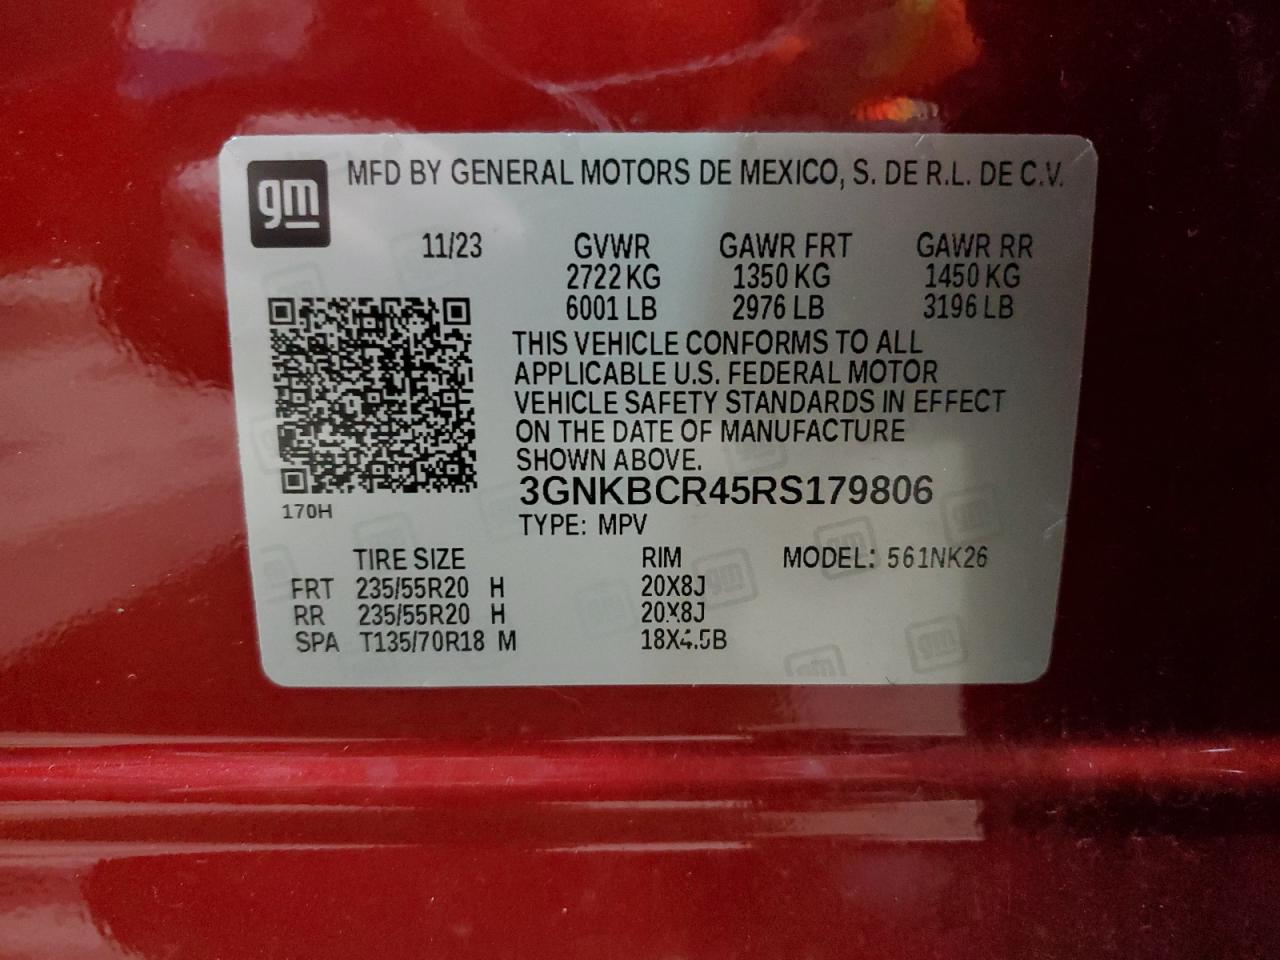 gm
MFD BY GENERAL MOTORS DE MEXICO, S. DE R.L. DE C.V.
11/23 GVWR GAWR FRT GAWR RR
2722 KG 1350 KG 1450 KG
6001 LB 2976 LB 3196 LB
THIS VEHICLE CONFORMS TO ALL
APPLICABLE U.S. FEDERAL MOTOR
VEHICLE SAFETY STANDARDS IN EFFECT
ON THE DATE OF MANUFACTURE
SHOWN ABOVE.
3GNKBCR45RS179806
170H
TYPE: MPV
TIRE SIZE RIM MODEL: 561NK26
FRT 235/55R20 H 20X8J
RR 235/55R20 H 20X8J
SPA T135/70R18 M 18X4.5B